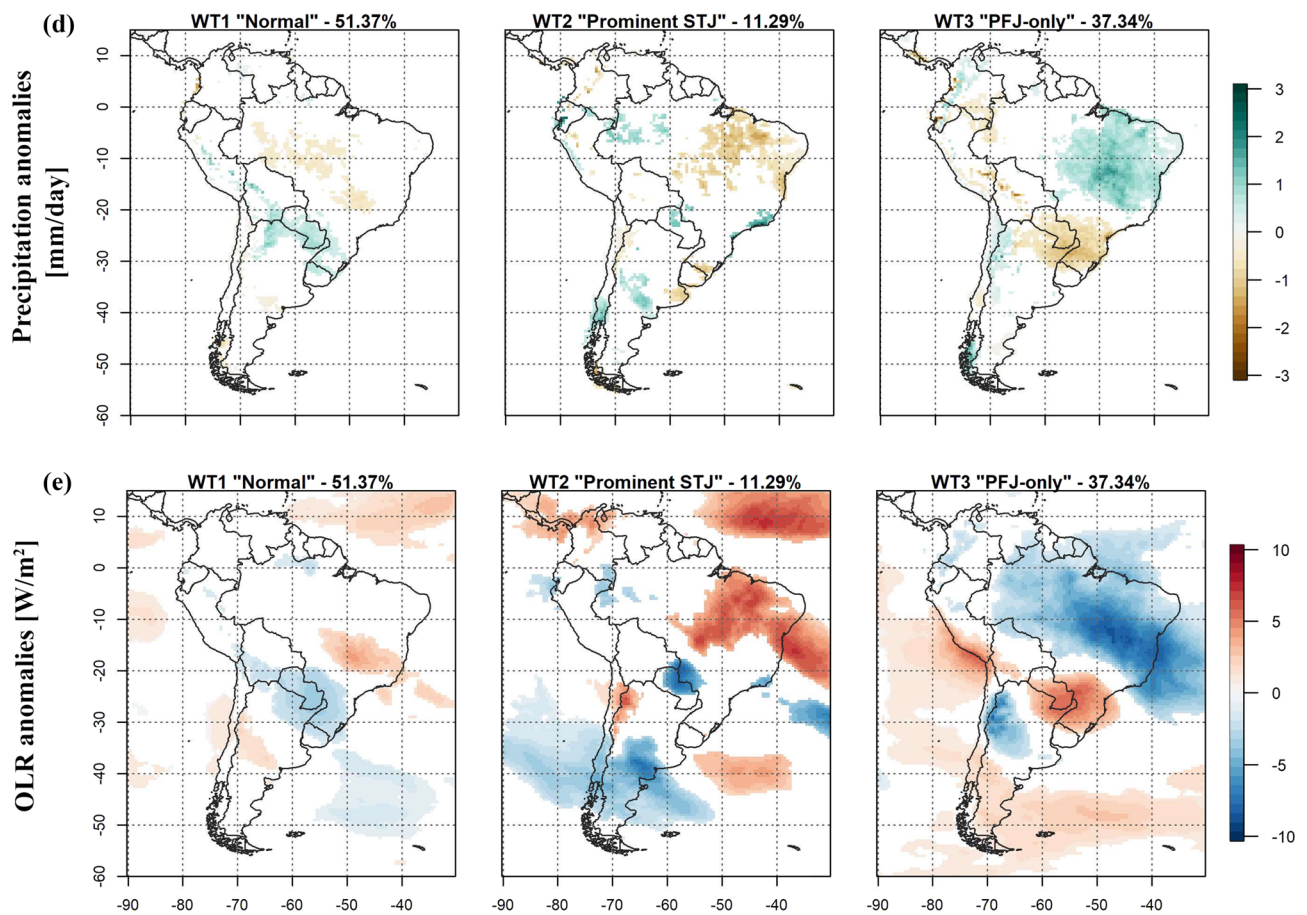 (d)
WT1 "Normal" - 51.37%
WT2 "Prominent STJ" - 11.29%
WT3 "PFJ-only" - 37.34%
Precipitation anomalies
[mm/day]
10
0
-10
-20
-30
-40
-50
-60
3
2
1
0
-1
-2
-3
(e)
WT1 "Normal" - 51.37%
WT2 "Prominent STJ" - 11.29%
WT3 "PFJ-only" - 37.34%
OLR anomalies [W/m²]
10
0
-10
-20
-30
-40
-50
-60
-90 -80 -70 -60 -50 -40
-90 -80 -70 -60 -50 -40
-90 -80 -70 -60 -50 -40
10
5
0
-5
-10